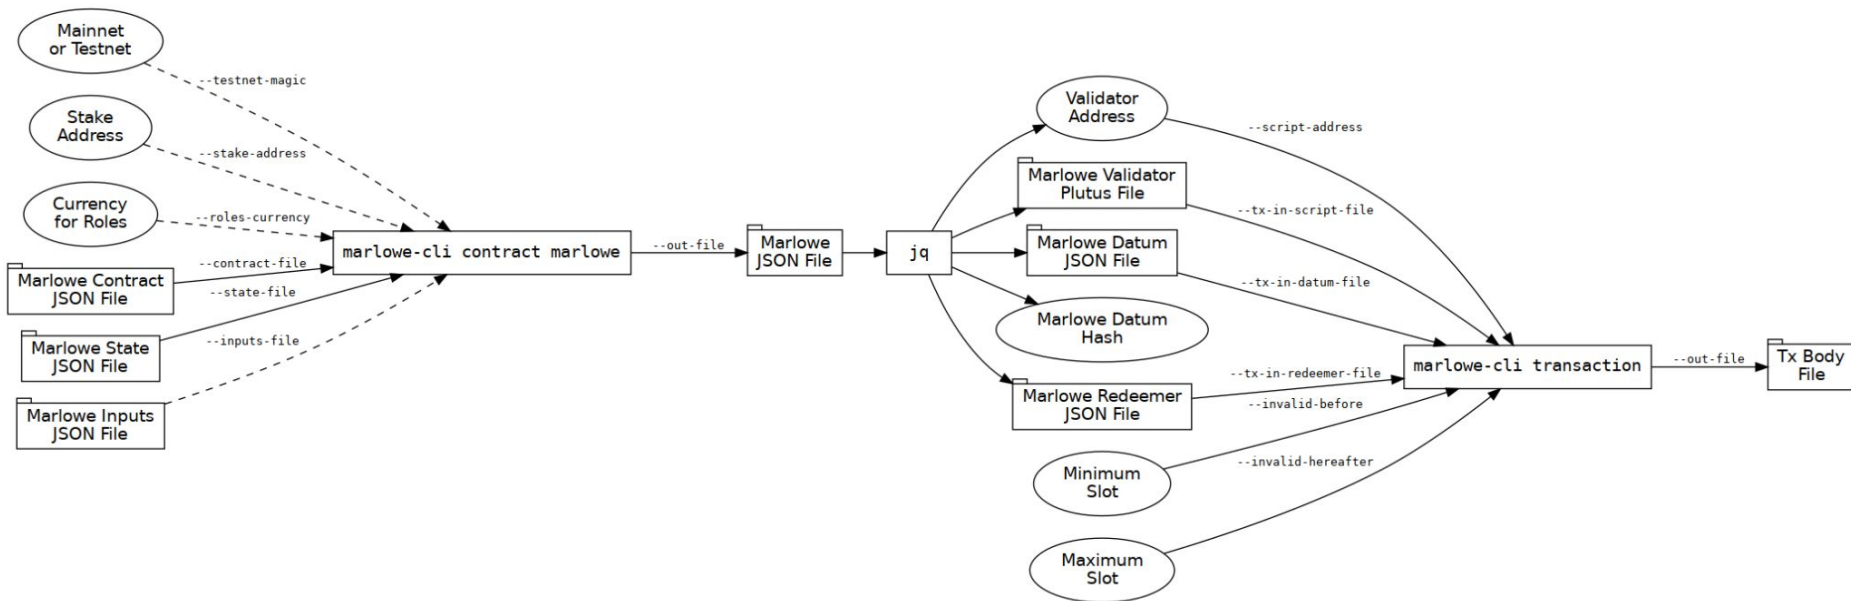 Mainnet
or Testnet
--testnet-magic
Stake
Address
--stake-address
Currency
for Roles
--roles-currency
Marlowe Contract
JSON File
--contract-file
Marlowe State
JSON File
--state-file
Marlowe Inputs
JSON File
--inputs-file
marlowe-cli contract marlowe
--out-file
Marlowe
JSON File
jq
Validator
Address
--script-address
Marlowe Validator
Plutus File
--tx-in-script-file
Marlowe Datum
JSON File
--tx-in-datum-file
Marlowe Datum
Hash
Marlowe Redeemer
JSON File
--tx-in-redeemer-file
Minimum
Slot
--invalid-before
Maximum
Slot
--invalid-hereafter
marlowe-cli transaction
--out-file
Tx Body
File